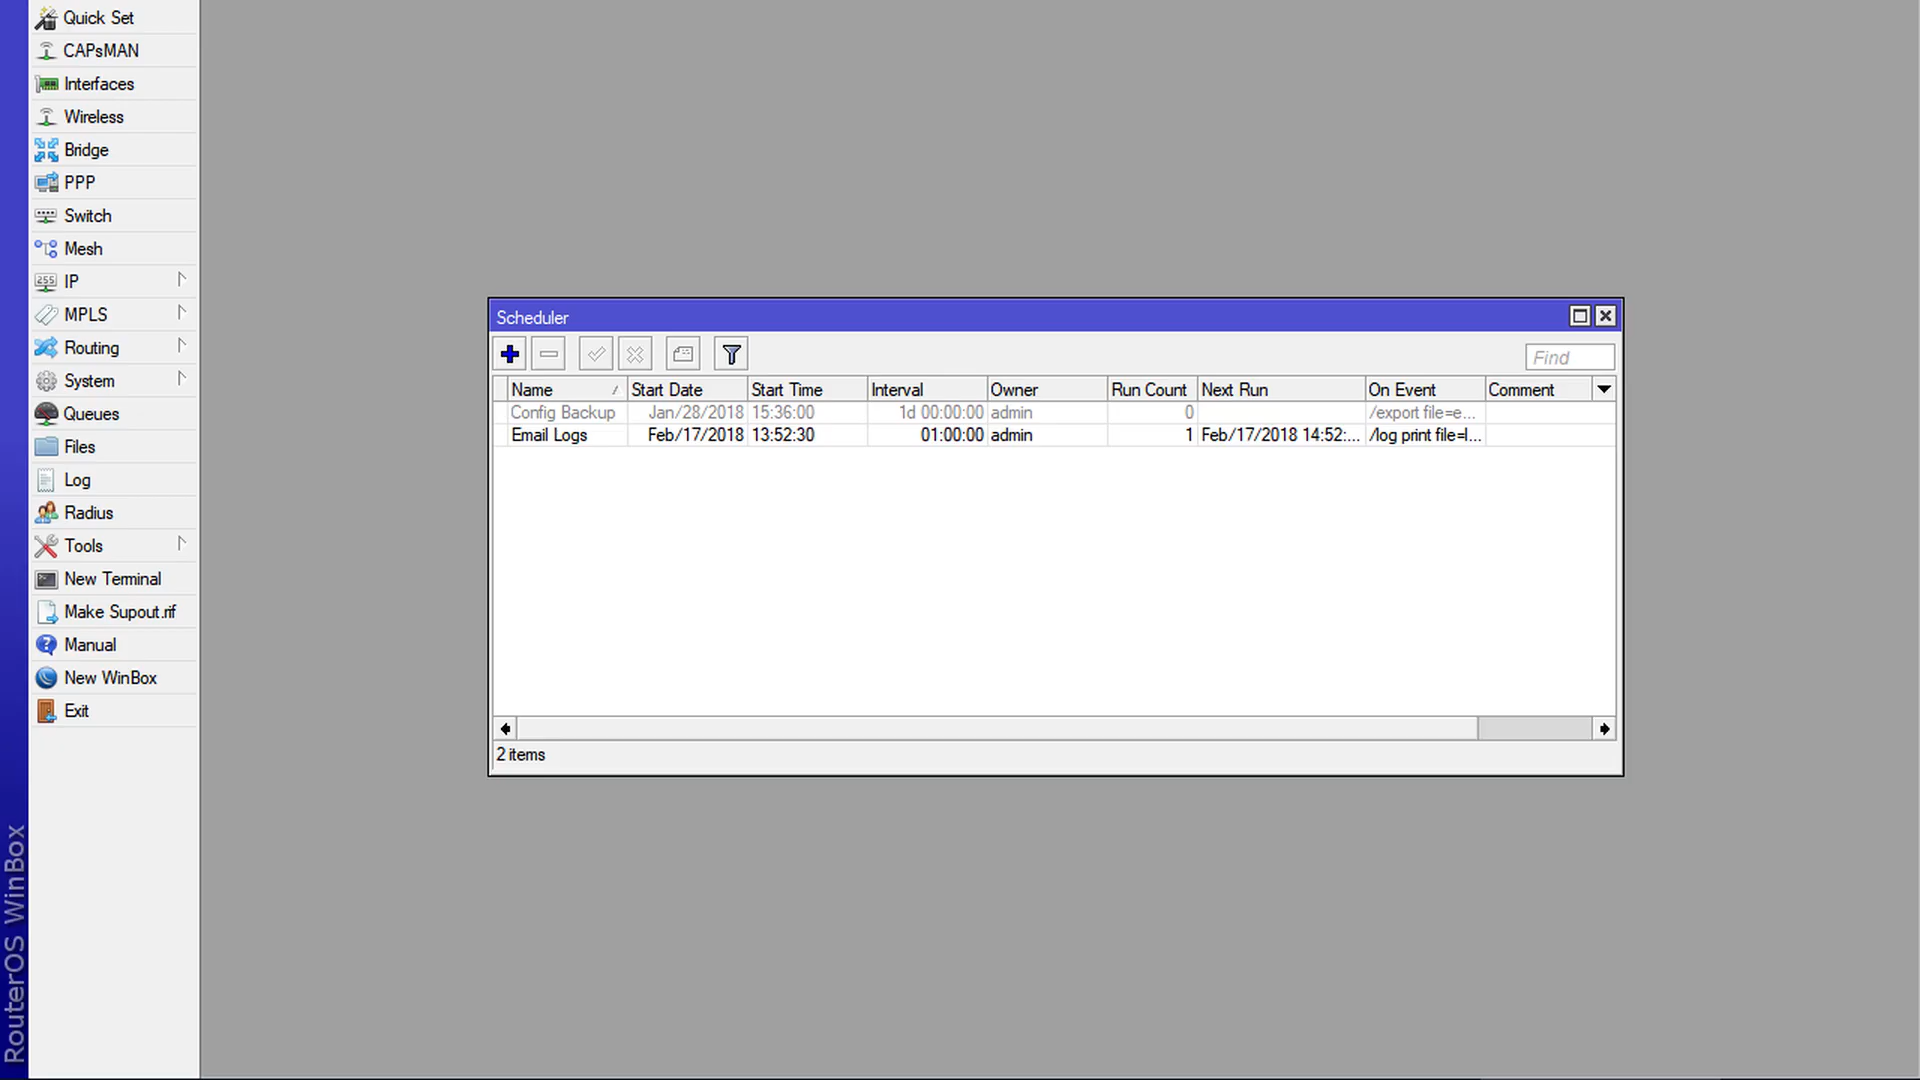 Quick Set
CAPsMAN
Interfaces
Wireless
Bridge
PPP
Switch
Mesh
255 IP
MPLS
Routing
System
Queues
Files
Log
Radius
Tools
New Terminal
Make Supout.rif
Manual
New WinBox
Exit
RouterOS WinBox
Scheduler
Find
Name Start Date Start Time Interval Owner Run Count Next Run On Event Comment
Config Backup Jan/28/2018 15:36:00 1d 00:00:00 admin 0 /export file=e...
Email Logs Feb/17/2018 13:52:30 01:00:00 admin 1 Feb/17/2018 14:52:... /log print file=l...
2 items